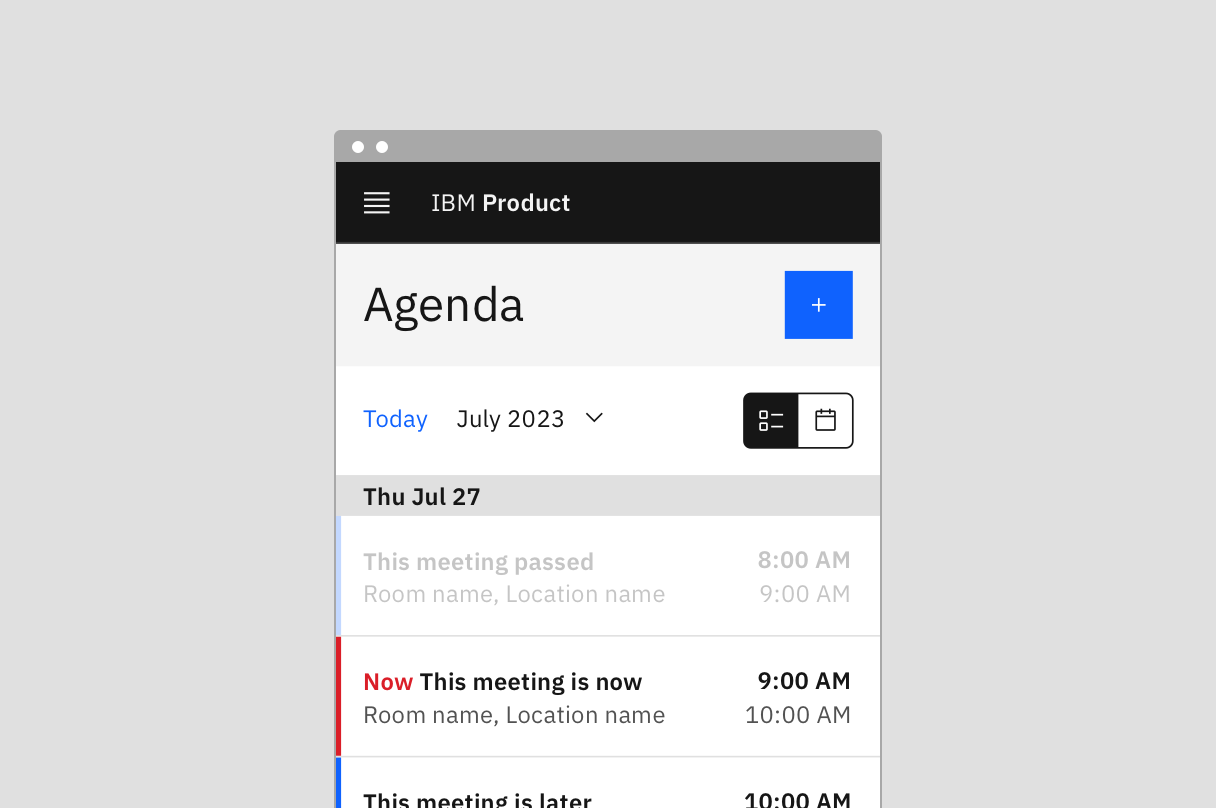 IBM Product
Agenda
Today July 2023
Thu Jul 27
This meeting passed 8:00 AM
Room name, Location name 9:00 AM
Now This meeting is now 9:00 AM
Room name, Location name 10:00 AM
This meeting is later 10:00 AM